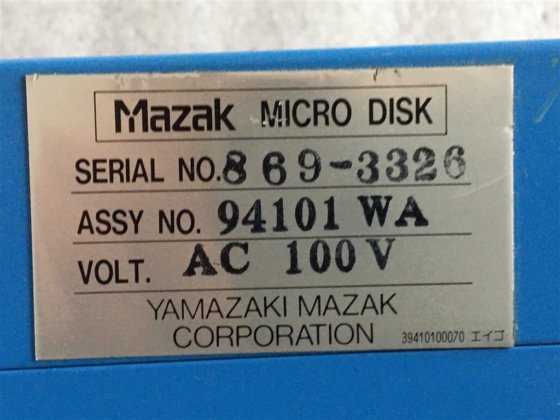 Mazak MICRO DISK
SERIAL NO. 869-3326
ASSY NO. 94101 WA
VOLT. AC 100 V
YAMAZAKI MAZAK
CORPORATION
39410100070 エイゴ